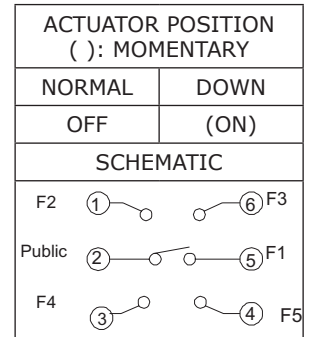 ACTUATOR POSITION
( ): MOMENTARY
NORMAL DOWN
OFF (ON)
SCHEMATIC
F2 1 6 F3
Public 2 5 F1
F4 3 4 F5